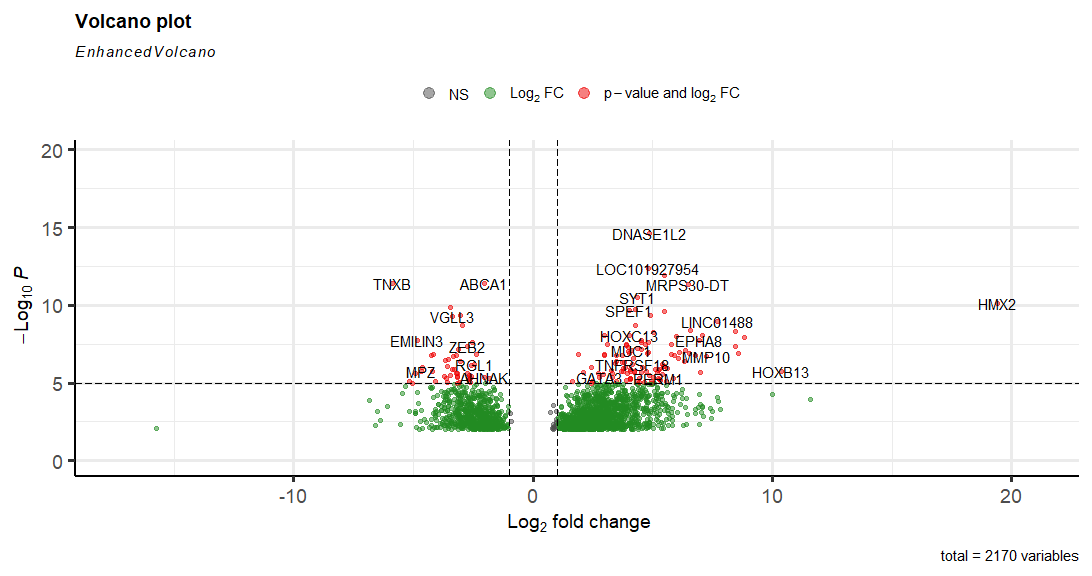 Volcano plot
EnhancedVolcano
NS Log2 FC p−value and log2 FC
20
15
10
5
0
−Log10 P
DNASE1L2
LOC101927954
TNXB ABCA1 MRPS30-DT
SYT1
HMX2
SPEF1
VGLL3 LINC01488
HOXC13
EMILIN3 EPHA8
ZEB2
MUC1
MMP10
RGL1 TNFRSF18
MPZ HOXB13
AHNAK GATA3 PERM1
-10 0 10 20
Log2 fold change
total = 2170 variables